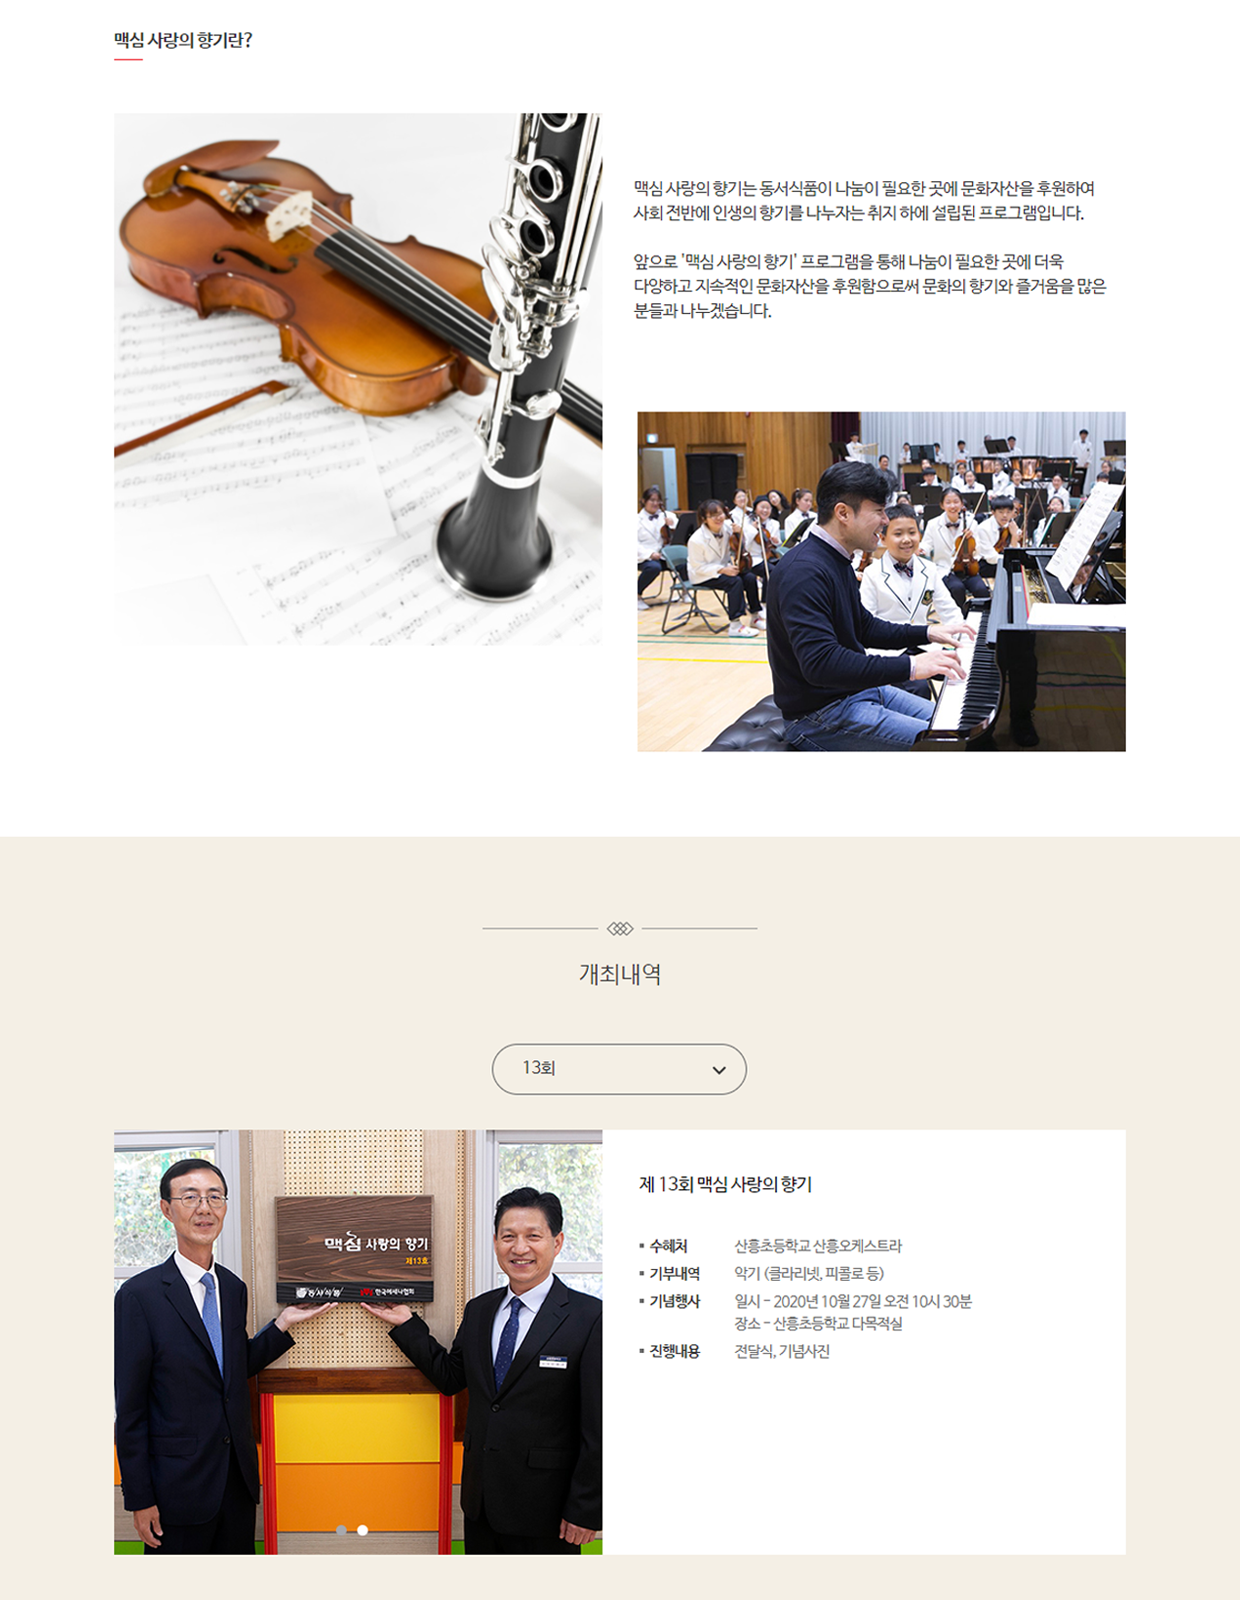 맥심 사랑의 향기란?
맥심 사랑의 향기는 동서식품이 나눔이 필요한 곳에 문화자산을 후원하여
사회 전반에 인생의 향기를 나누자는 취지 하에 설립된 프로그램입니다.
앞으로 '맥심 사랑의 향기' 프로그램을 통해 나눔이 필요한 곳에 더욱
다양하고 지속적인 문화자산을 후원함으로써 문화의 향기와 즐거움을 많은
분들과 나누겠습니다.
개최내역
13회
맥심 사랑의 향기
제13호
동서식품 한국메세나협회
제 13회 맥심 사랑의 향기
수혜처 산흥초등학교 산흥오케스트라
기부내역 악기 (클라리넷, 피콜로 등)
기념행사 일시 - 2020년 10월 27일 오전 10시 30분
장소 - 산흥초등학교 다목적실
진행내용 전달식, 기념사진